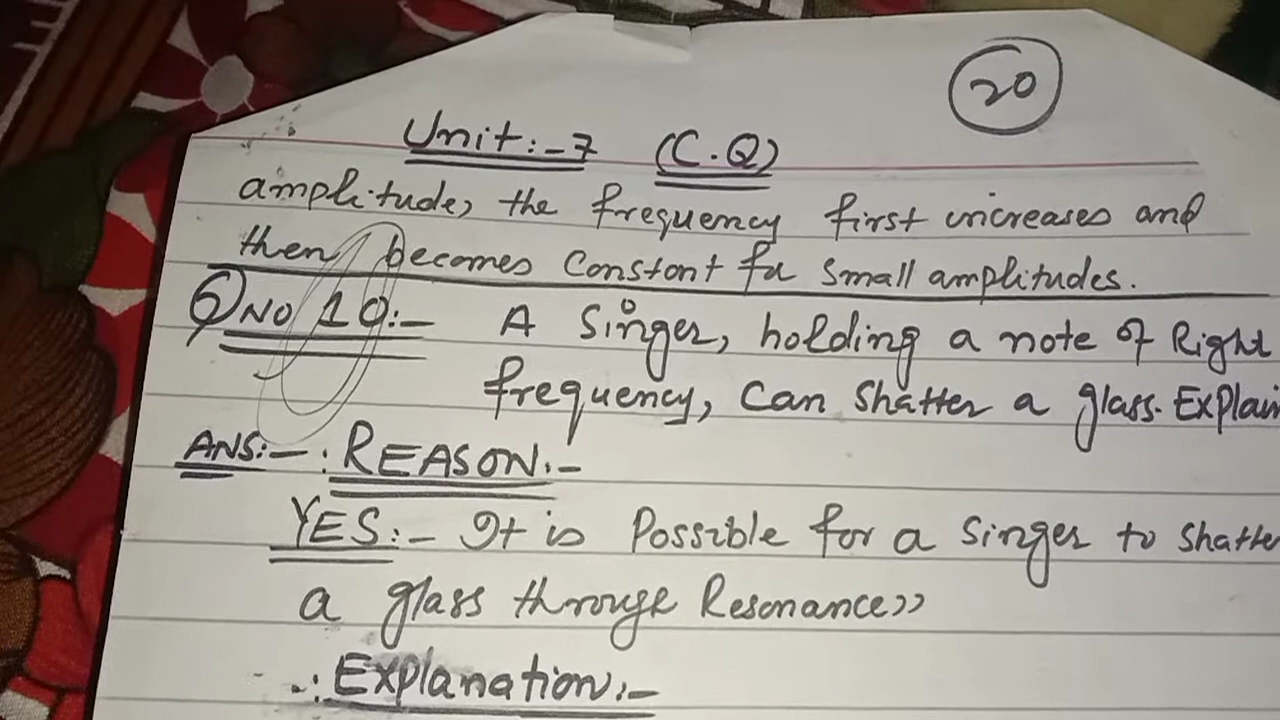 20
Unit:-7 (C.Q)
amplitude, the frequency first increases and
then becomes constant for small amplitudes.
Q NO 10:- A Singer, holding a note of Right
frequency, Can Shatter a glass. Explain
ANS:- : REASON:-
YES:- It is Possible for a Singer to Shatte
a glass through Resonance»
.: Explanation:-